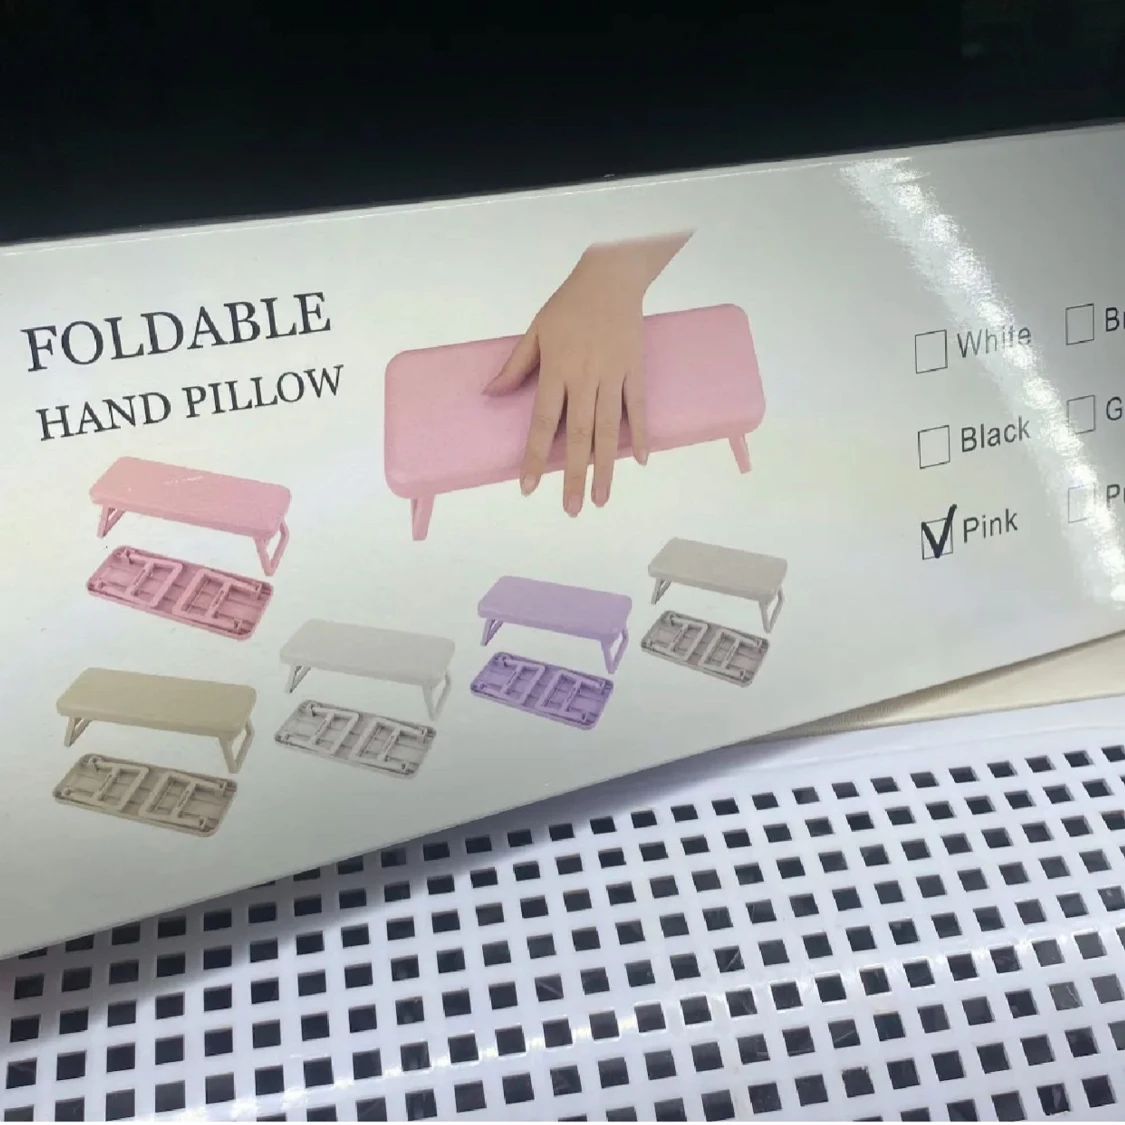 FOLDABLE
HAND PILLOW
White
Black
Pink